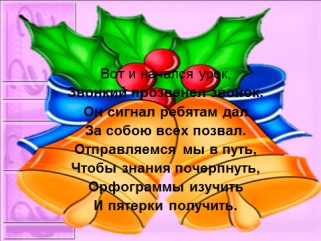 Вот и начался урок,
Звонкий прозвенел звонок,
Он сигнал ребятам дал
За собою всех позвал.
Отправляемся мы в путь,
Чтобы знания почерпнуть,
Орфограммы изучить
И пятерки получить.